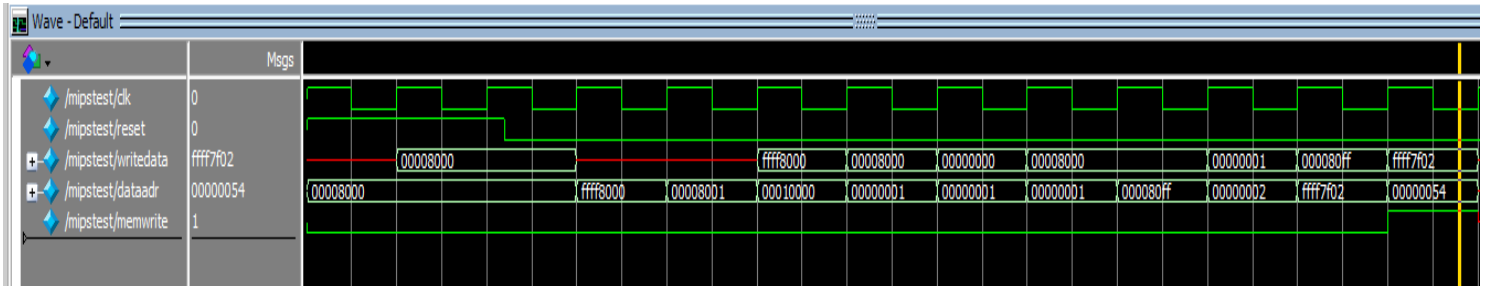 Wave - Default
Msgs
/mipstest/clk 0
/mipstest/reset 0
/mipstest/writedata ffff7f02 00008000 ffff8000 00008000 00000000 00008000 00000001 000080ff ffff7f02
/mipstest/dataadr 00000054 00008000 ffff8000 00008001 00010000 00000001 00000001 00000001 000080ff 00000002 ffff7f02 00000054
/mipstest/memwrite 1